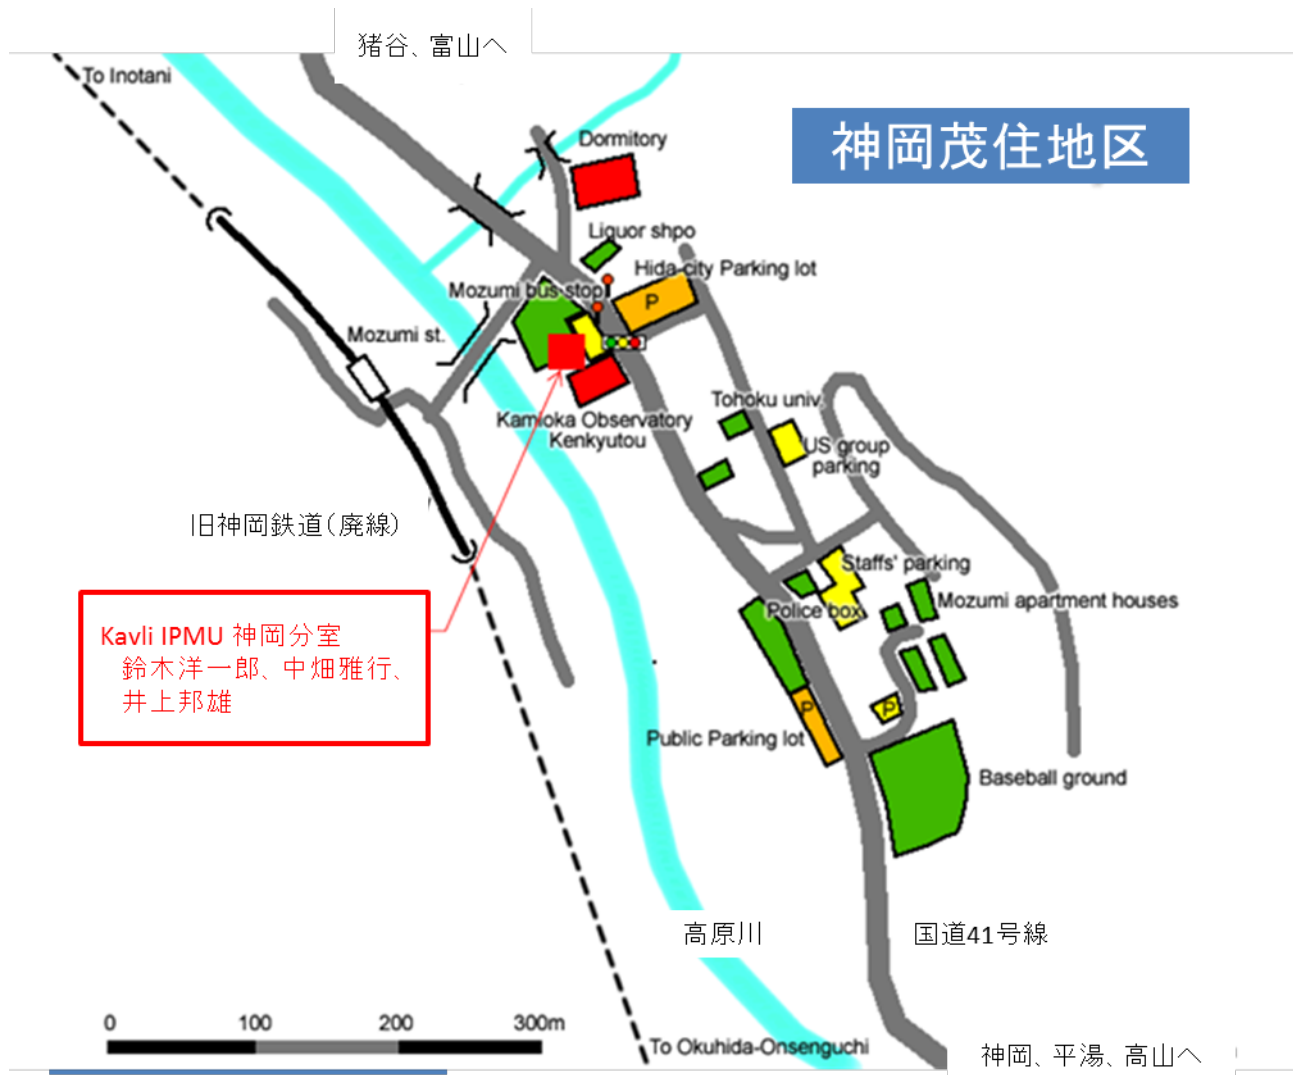 猪谷、富山へ
To Inotani
神岡茂住地区
Dormitory
Liquor shpo
Hida-city Parking lot
Mozumi bus stop
P
Mozumi st.
Tohoku univ.
Kamioka Observatory
Kenkyutou
US group
parking
旧神岡鉄道（廃線）
Staffs' parking
Mozumi apartment houses
Police box
Kavli IPMU 神岡分室
鈴木洋一郎、中畑雅行、
井上邦雄
P
P
Public Parking lot
Baseball ground
高原川
国道41号線
0 100 200 300m
To Okuhida-Onsenguchi
神岡、平湯、高山へ